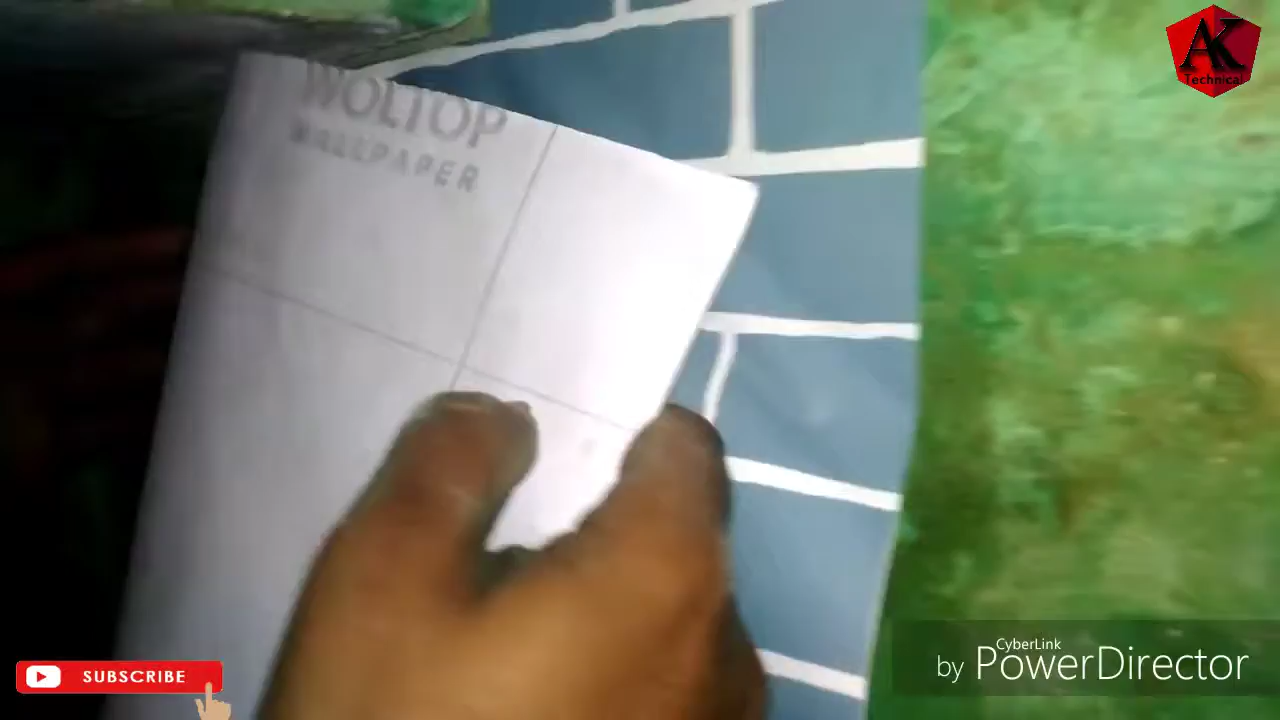 WOLTOP
WALLPAPER
AK
Technical
SUBSCRIBE
CyberLink
by PowerDirector